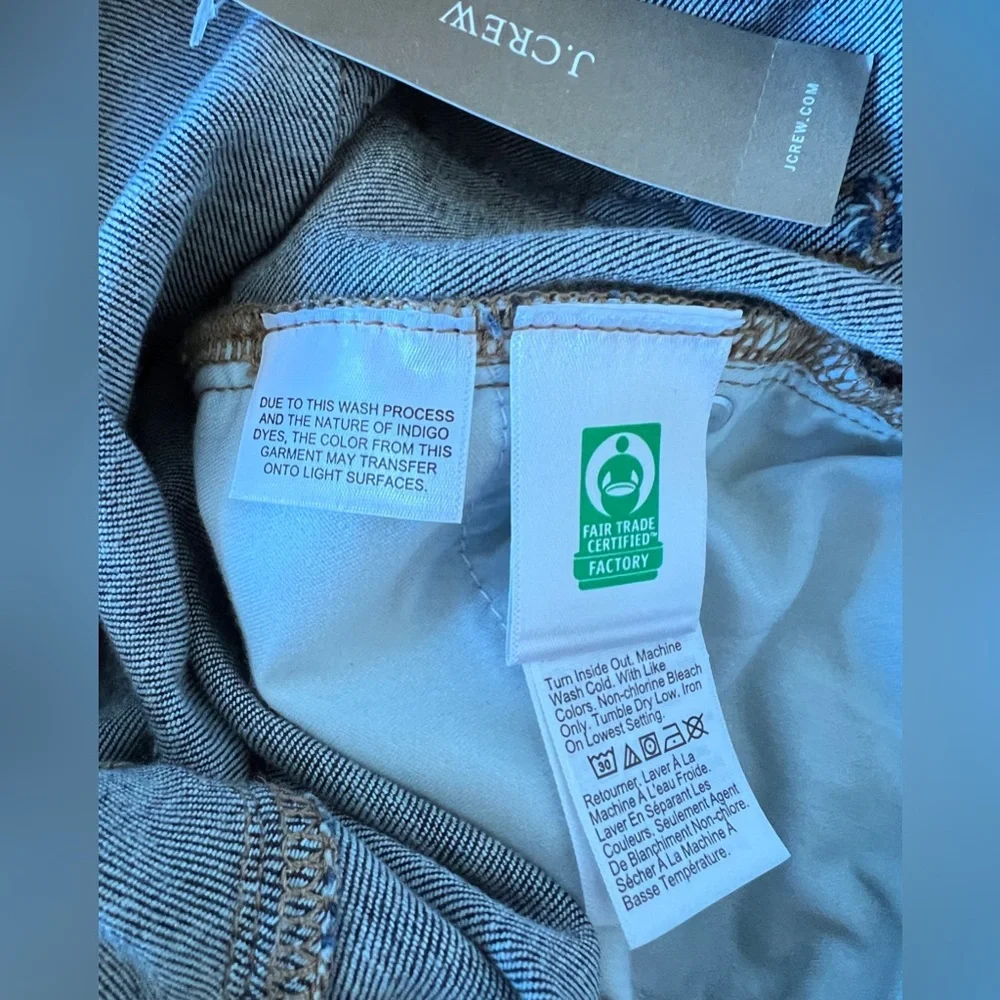 J.CREW
JCREW.COM
DUE TO THIS WASH PROCESS
AND THE NATURE OF INDIGO
DYES, THE COLOR FROM THIS
GARMENT MAY TRANSFER
ONTO LIGHT SURFACES.
FAIR TRADE
CERTIFIED™
FACTORY
Turn Inside Out. Machine
Wash Cold. With Like
Colors. Non-chlorine Bleach
Only. Tumble Dry Low. Iron
On Lowest Setting.
30
Retourner. Laver À La
Machine À L'eau Froide.
Laver En Séparant Les
Couleurs. Seulement Agent
De Blanchiment Non-chlore.
Sécher À La Machine À
Basse Température.